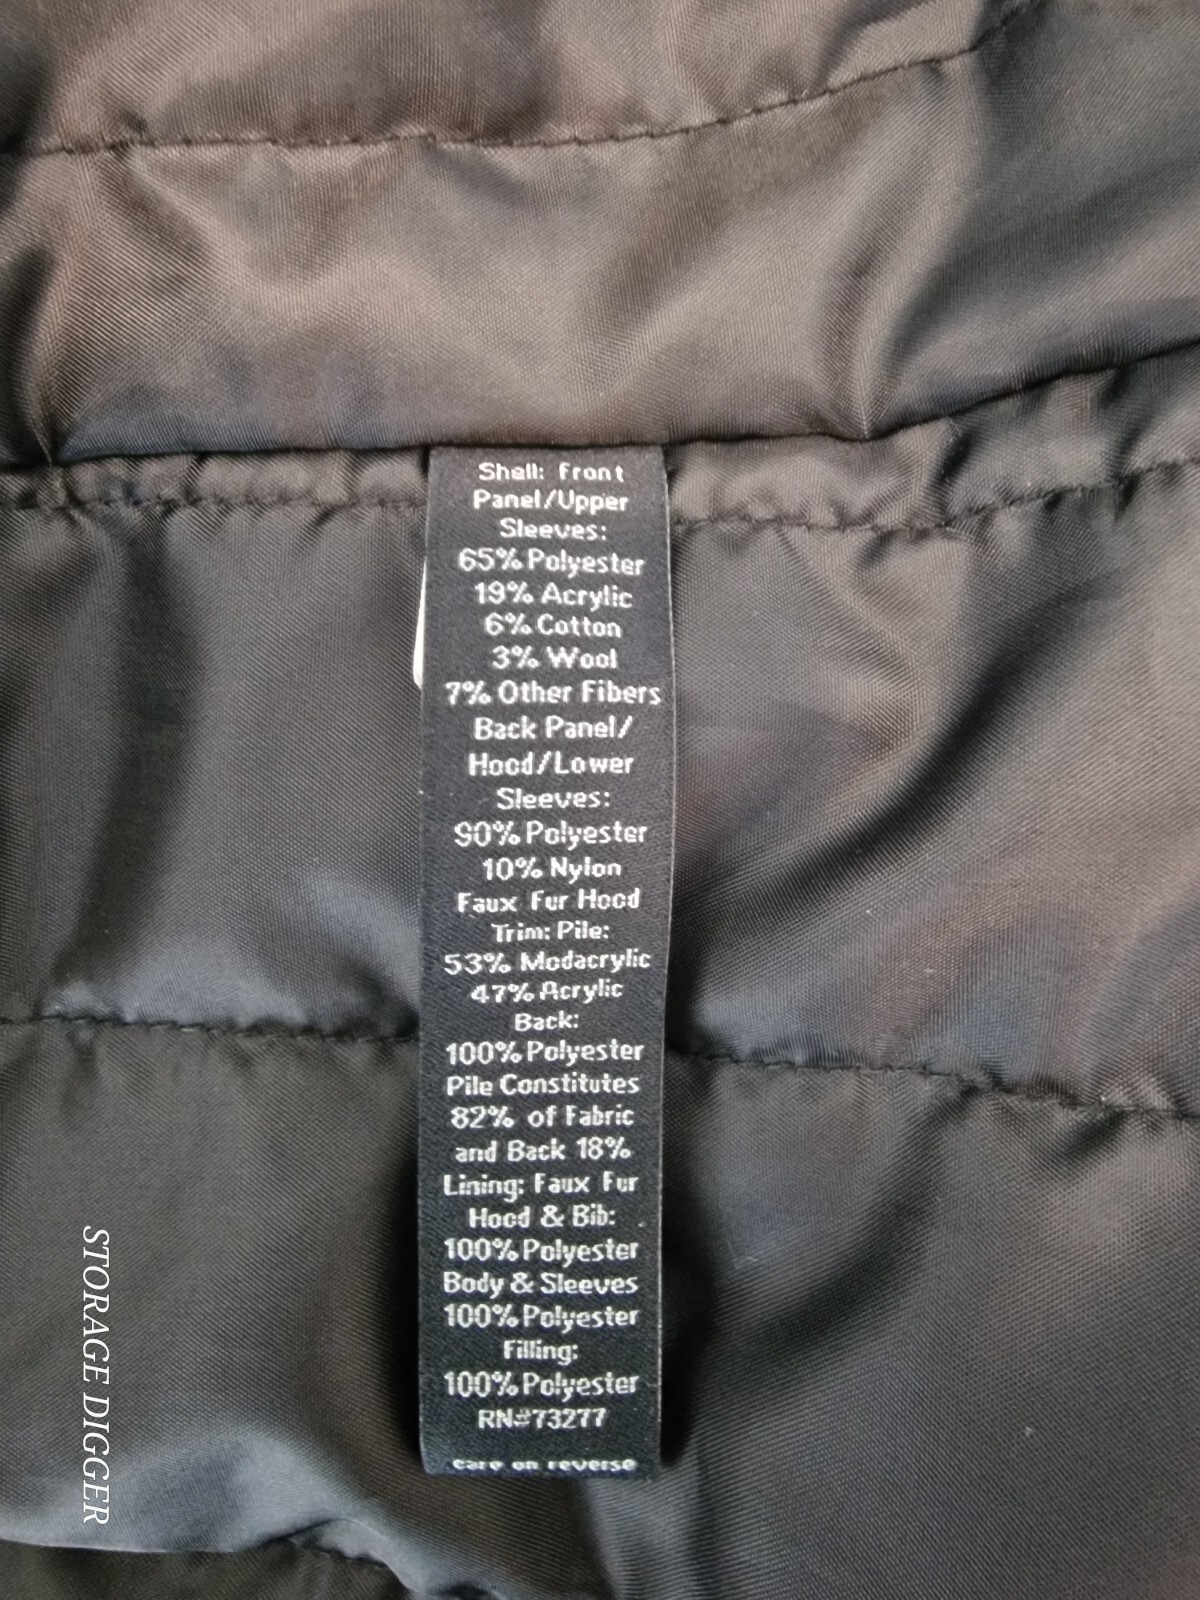 Shell: Front
Panel/Upper
Sleeves:
65% Polyester
19% Acrylic
6% Cotton
3% Wool
7% Other Fibers
Back Panel/
Hood/Lower
Sleeves:
90% Polyester
10% Nylon
Faux Fur Hood
Trim: Pile:
53% Modacrylic
47% Acrylic
Back:
100% Polyester
Pile Constitutes
82% of Fabric
and Back 18%
Lining: Faux Fur
Hood & Bib:
100% Polyester
Body & Sleeves
100% Polyester
Filling:
100% Polyester
RN#73277
care on reverse
STORAGE DIGGER